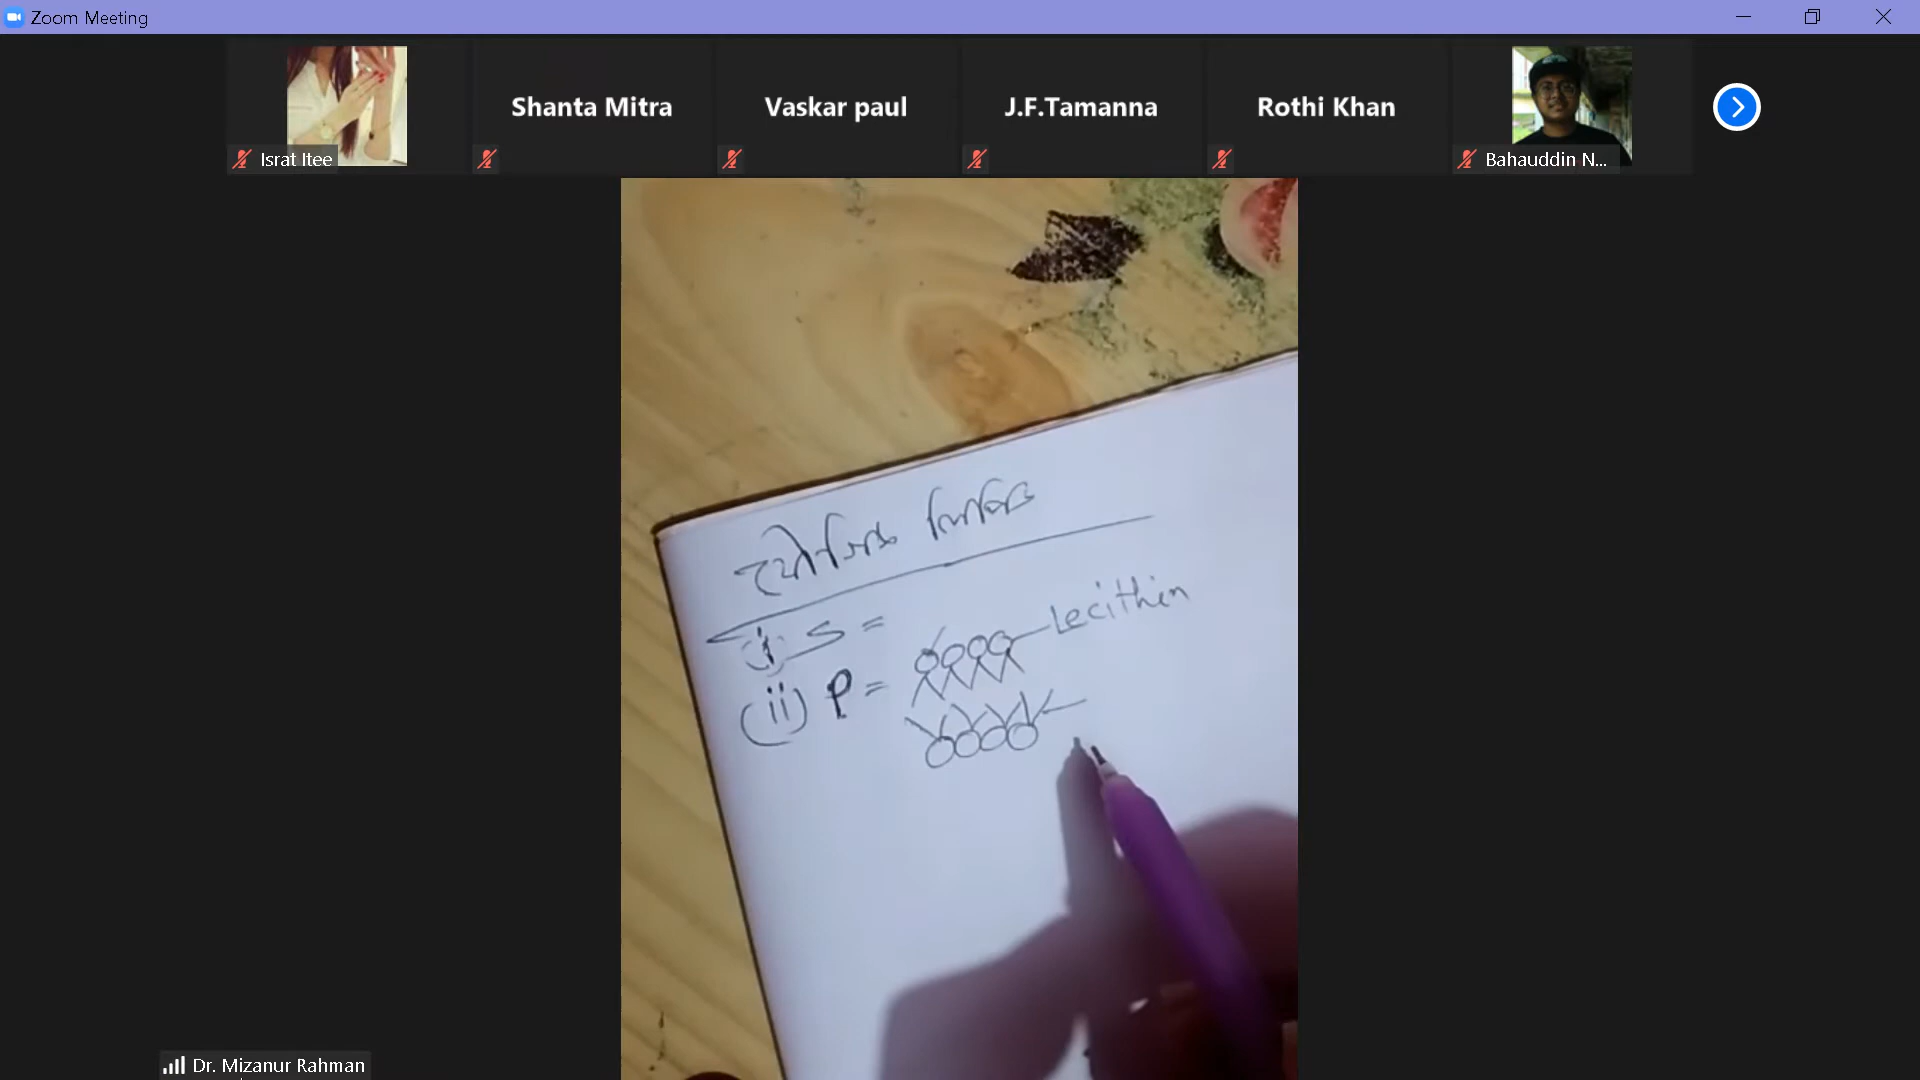 Zoom Meeting
Shanta Mitra
Vaskar paul
J.F.Tamanna
Rothi Khan
Israt Itee
Bahauddin N...
যৌগিক লিপিড
(i) S =
Lecithin
(ii) P =
Dr. Mizanur Rahman